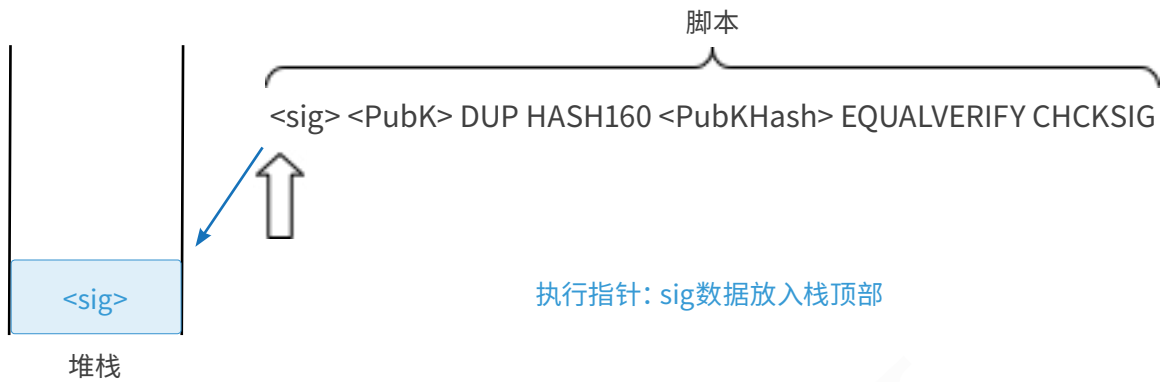 脚本
<sig> <PubK> DUP HASH160 <PubKHash> EQUALVERIFY CHCKSIG
<sig>
执行指针：sig数据放入栈顶部
堆栈